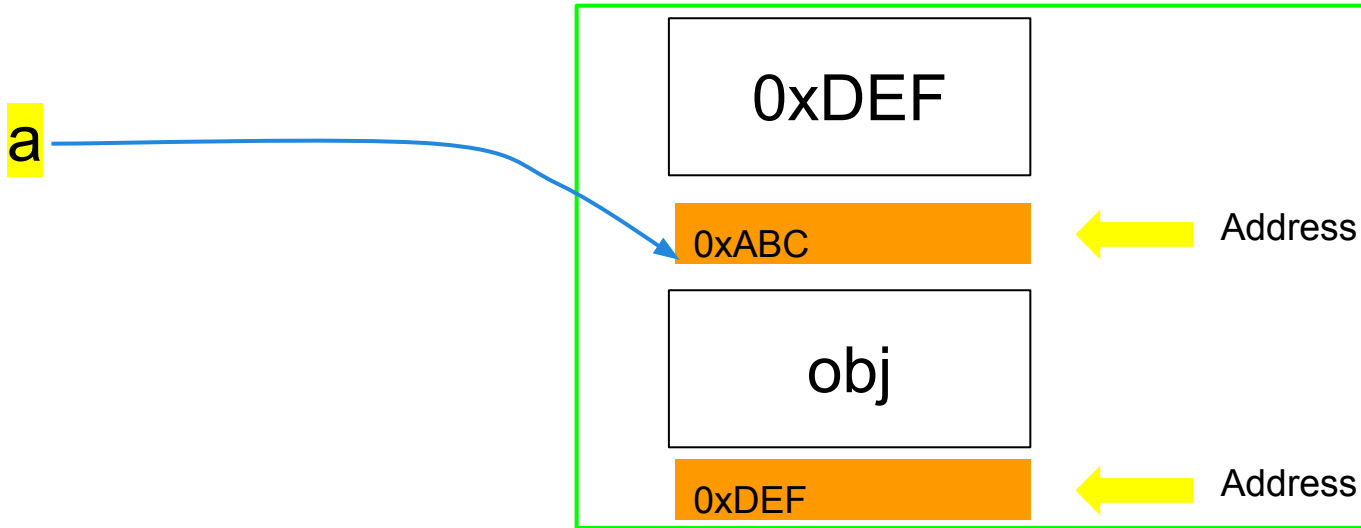 0xDEF
a
0xABC
Address
obj
0xDEF
Address